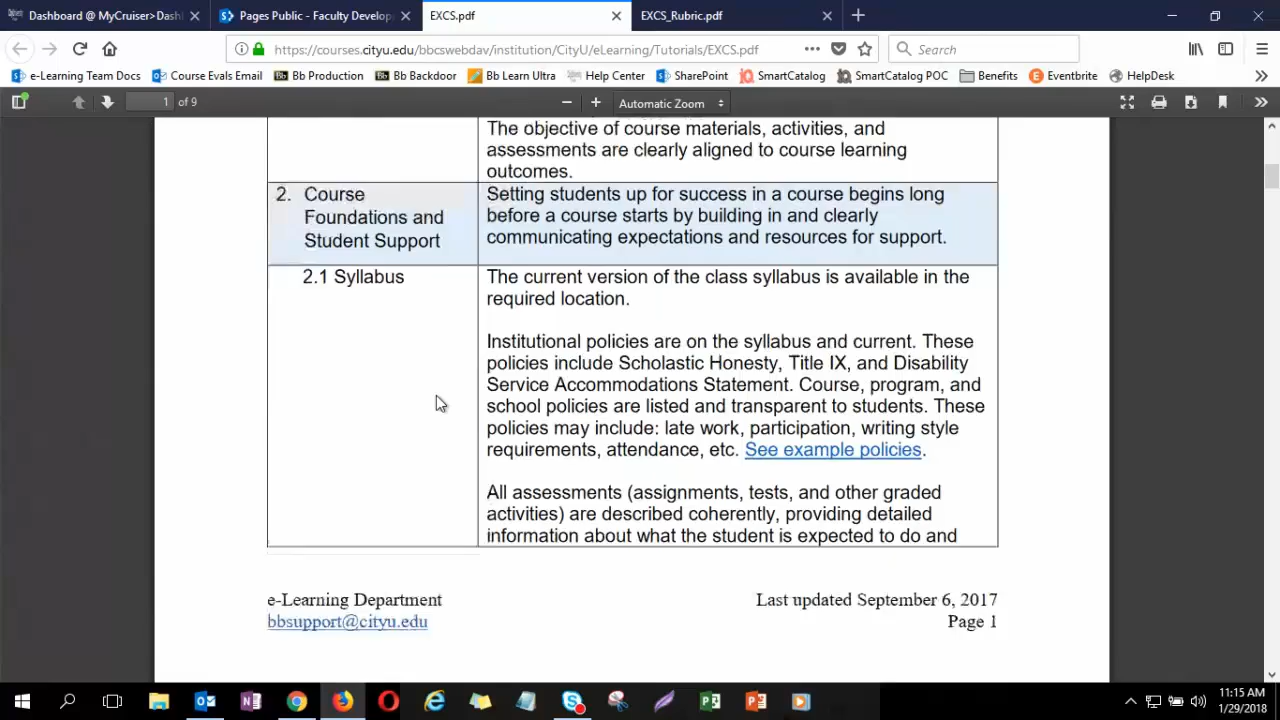 Dashboard @ MyCruiser>Dash
Pages Public - Faculty Develop
EXCS.pdf
EXCS_Rubric.pdf
https://courses.cityu.edu/bbcswebdav/institution/CityU/eLearning/Tutorials/EXCS.pdf
Search
e-Learning Team Docs
Course Evals Email
Bb Production
Bb Backdoor
Bb Learn Ultra
Help Center
SharePoint
SmartCatalog
SmartCatalog POC
Benefits
Eventbrite
HelpDesk
1 of 9
Automatic Zoom
The objective of course materials, activities, and
assessments are clearly aligned to course learning
outcomes.
2. Course
Foundations and
Student Support
Setting students up for success in a course begins long
before a course starts by building in and clearly
communicating expectations and resources for support.
2.1 Syllabus
The current version of the class syllabus is available in the
required location.
Institutional policies are on the syllabus and current. These
policies include Scholastic Honesty, Title IX, and Disability
Service Accommodations Statement. Course, program, and
school policies are listed and transparent to students. These
policies may include: late work, participation, writing style
requirements, attendance, etc. See example policies.
All assessments (assignments, tests, and other graded
activities) are described coherently, providing detailed
information about what the student is expected to do and
e-Learning Department
bbsupport@cityu.edu
Last updated September 6, 2017
Page 1
11:15 AM
1/29/2018